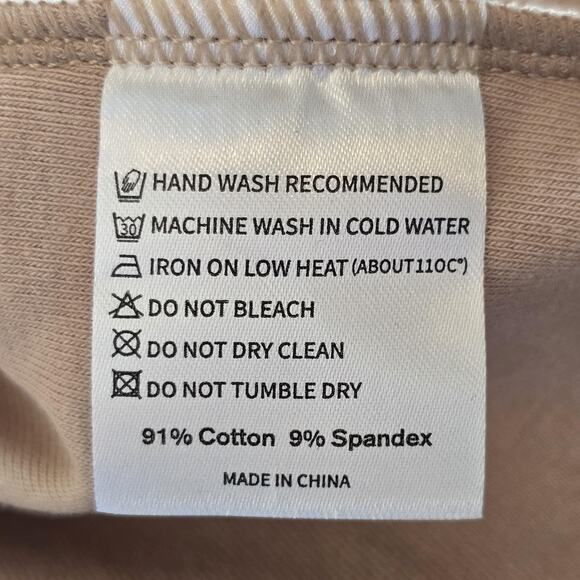 HAND WASH RECOMMENDED
30 MACHINE WASH IN COLD WATER
IRON ON LOW HEAT (ABOUT110C°)
DO NOT BLEACH
DO NOT DRY CLEAN
DO NOT TUMBLE DRY
91% Cotton 9% Spandex
MADE IN CHINA